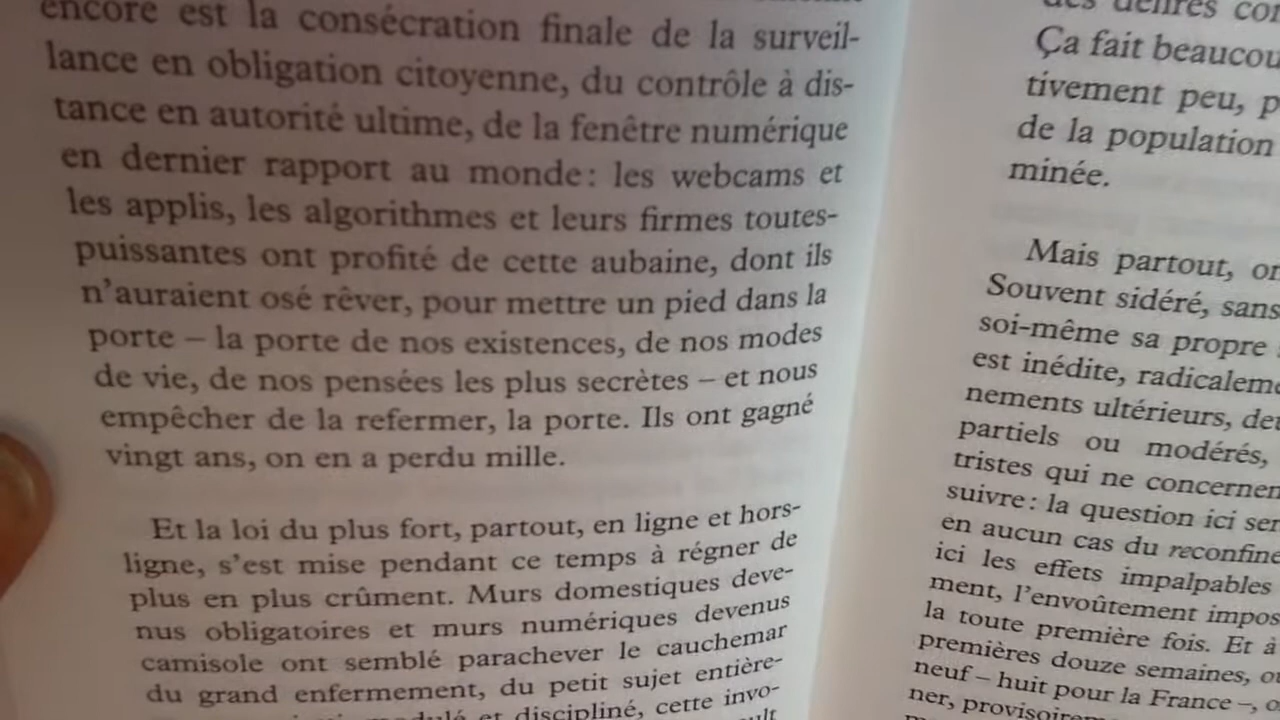 encore est la consécration finale de la surveil-
lance en obligation citoyenne, du contrôle à dis-
tance en autorité ultime, de la fenêtre numérique
en dernier rapport au monde : les webcams et
les applis, les algorithmes et leurs firmes toutes-
puissantes ont profité de cette aubaine, dont ils
n’auraient osé rêver, pour mettre un pied dans la
porte – la porte de nos existences, de nos modes
de vie, de nos pensées les plus secrètes – et nous
empêcher de la refermer, la porte. Ils ont gagné
vingt ans, on en a perdu mille.
Et la loi du plus fort, partout, en ligne et hors-
ligne, s’est mise pendant ce temps à régner de
plus en plus crûment. Murs domestiques deve-
nus obligatoires et murs numériques devenus
camisole ont semblé parachever le cauchemar
du grand enfermement, du petit sujet entière-
et discipliné, cette invo-
des genres
Ça fait
tivement peu,
de la population
minée.
Mais partout,
Souvent sidéré, sans
soi-même sa propre
est inédite,
nements ultérieurs,
partiels ou modérés,
tristes qui ne
suivre : la question ici
en aucun cas du
ici les effets impalpables
ment, l’envoûtement
la toute première fois. Et à
premières douze semaines,
neuf – huit pour la France –,
ner,